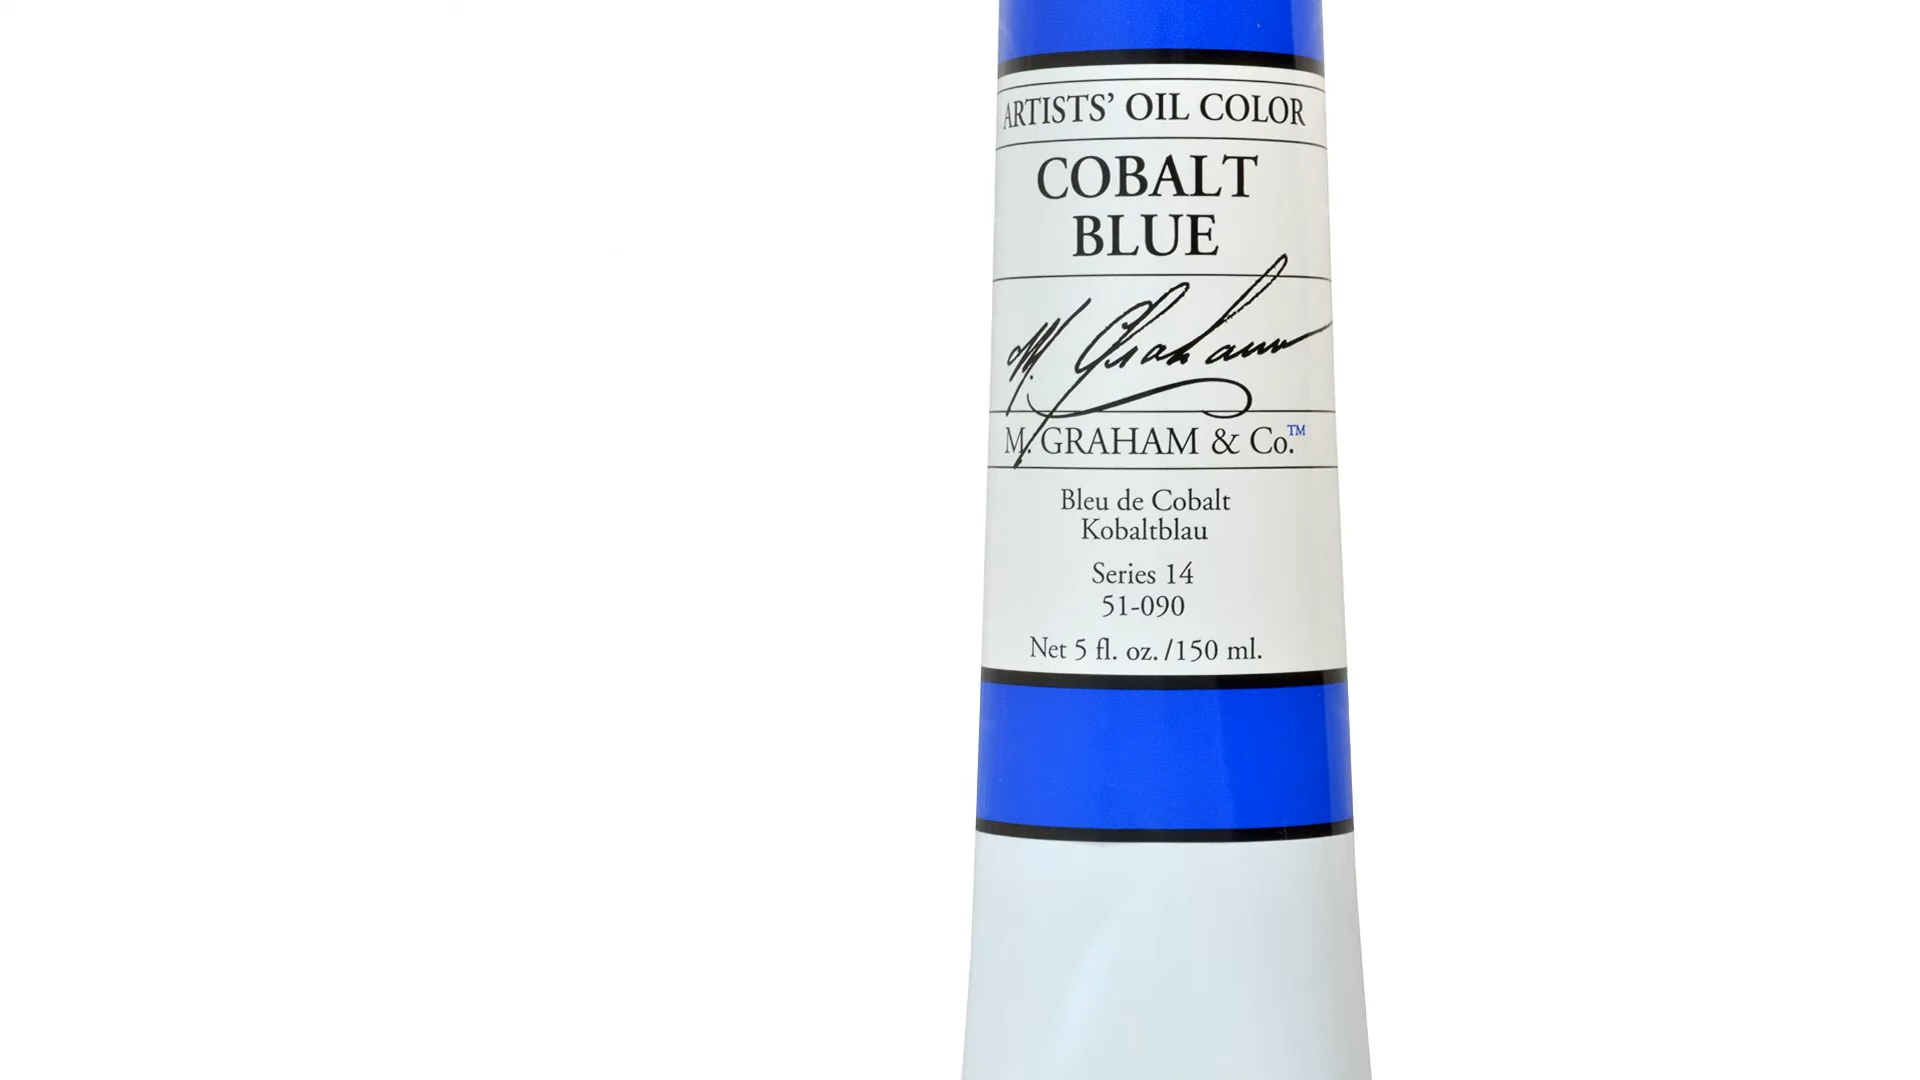 ARTISTS’ OIL COLOR
COBALT
BLUE
M. Graham
M. GRAHAM & Co.™
Bleu de Cobalt
Kobaltblau
Series 14
51-090
Net 5 fl. oz./150 ml.